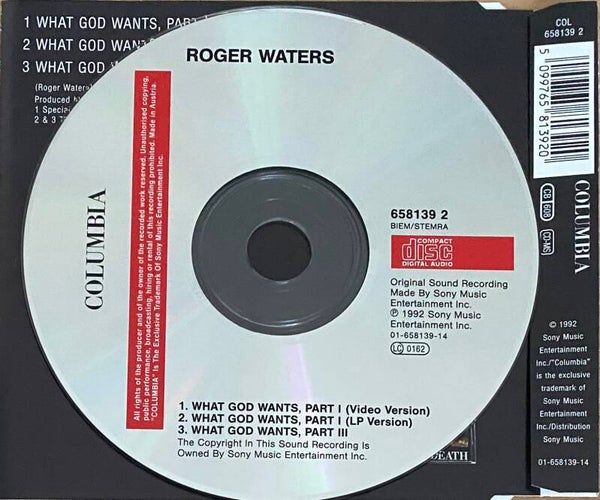 1 WHAT GOD WANTS, PART I
2 WHAT GOD WANTS
3 WHAT GOD
(Roger Waters)
Produced
1
2 & 3
ROGER WATERS
COLUMBIA
All rights of the producer and of the owner of the recorded work reserved. Unauthorised copying,
public performance, broadcasting, hiring or rental of this recording prohibited. Made in Austria.
"COLUMBIA" Is The Exclusive Trademark Of Sony Music Entertainment Inc.
658139 2
BIEM/STEMRA
COMPACT
disc
DIGITAL AUDIO
Original Sound Recording
Made By Sony Music
Entertainment Inc.
℗ 1992 Sony Music
Entertainment Inc.
01-658139-14
LC 0162
1. WHAT GOD WANTS, PART I (Video Version)
2. WHAT GOD WANTS, PART I (LP Version)
3. WHAT GOD WANTS, PART III
The Copyright In This Sound Recording Is
Owned By Sony Music Entertainment Inc.
DEATH
COL
658139 2
5 099765 813920
CB 608
CD-MS
COLUMBIA
© 1992
Sony Music
Entertainment
Inc./"Columbia"
is the exclusive
trademark of
Sony Music
Entertainment
Inc./Distribution
Sony Music
01-658139-14